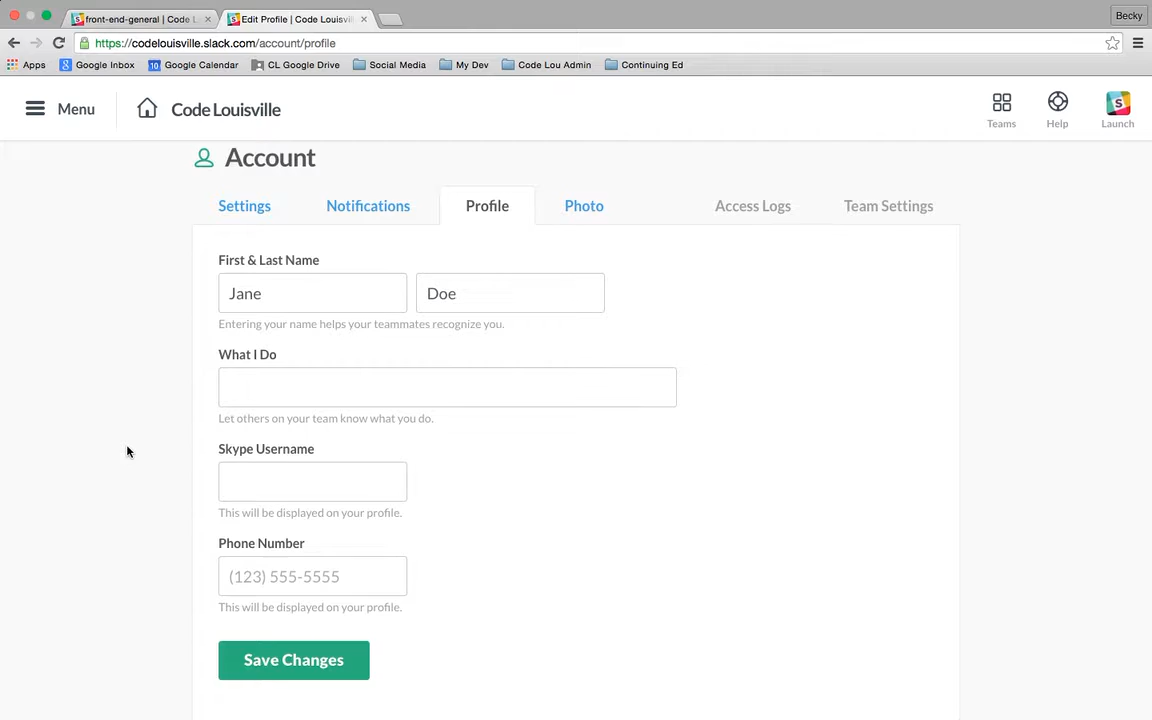 front-end-general | Code L
Edit Profile | Code Louisvill
Becky
https://codelouisville.slack.com/account/profile
Apps
Google Inbox
Google Calendar
CL Google Drive
Social Media
My Dev
Code Lou Admin
Continuing Ed
Menu
Code Louisville
Teams
Help
Launch
Account
Settings
Notifications
Profile
Photo
Access Logs
Team Settings
First & Last Name
Jane
Doe
Entering your name helps your teammates recognize you.
What I Do
Let others on your team know what you do.
Skype Username
This will be displayed on your profile.
Phone Number
(123) 555-5555
This will be displayed on your profile.
Save Changes